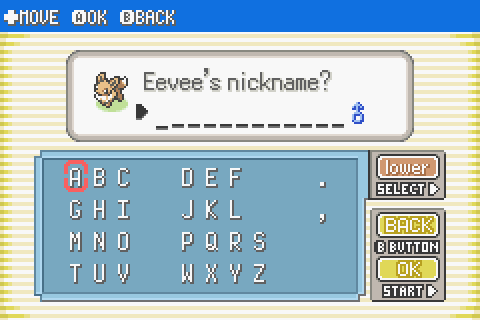 MOVE A OK B BACK
Eevee's nickname?
♂
A B C D E F .
G H I J K L ,
M N O P Q R S
T U V W X Y Z
lower
SELECT
BACK
B BUTTON
OK
START